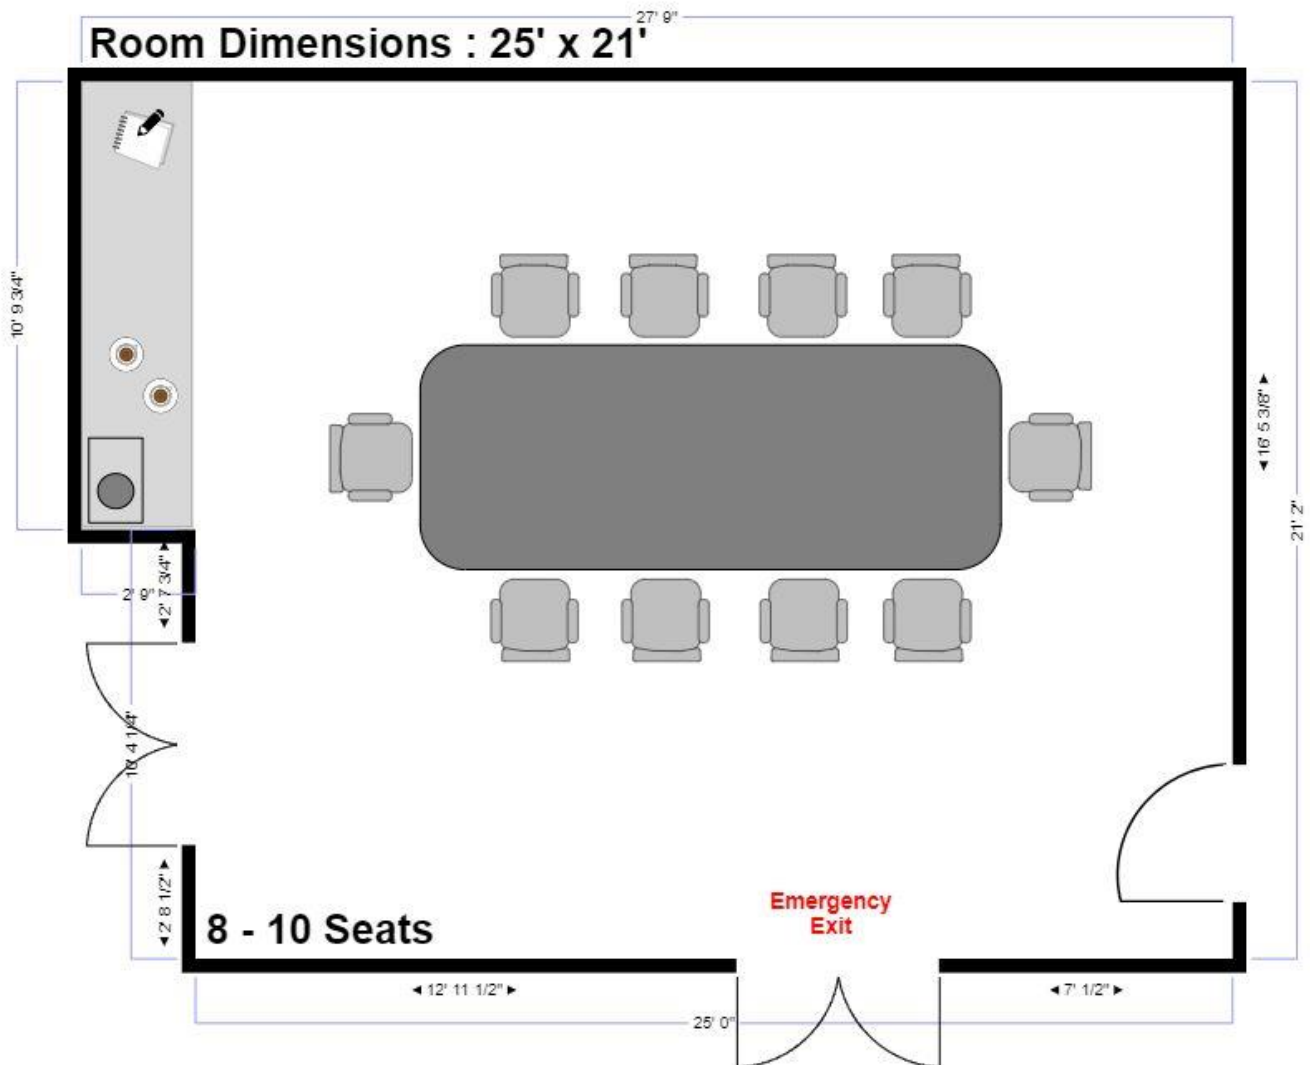 27' 9"
Room Dimensions : 25' x 21'
10' 9 3/4"
16' 5 3/8"
21' 2"
2' 7 3/4"
2' 9"
10' 4 1/4"
2' 8 1/2"
8 - 10 Seats
Emergency
Exit
12' 11 1/2"
7' 1/2"
25' 0"